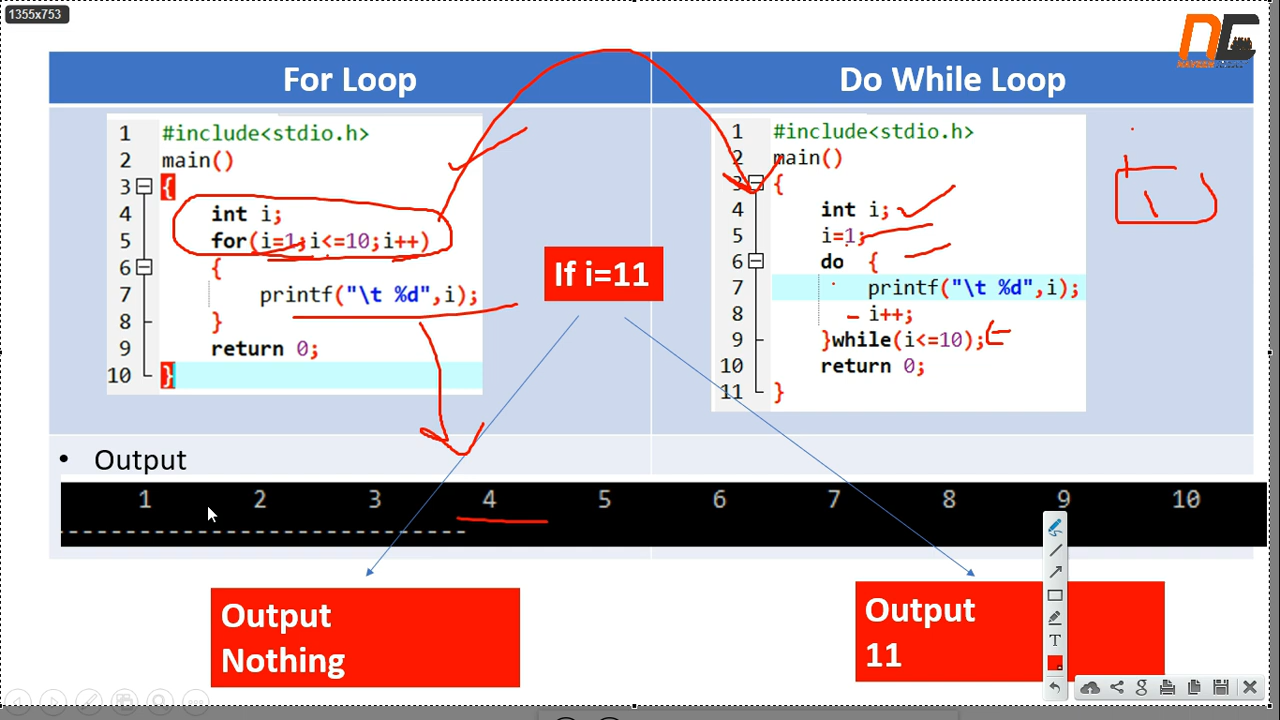 1355x753
NC
For Loop
Do While Loop
1 #include<stdio.h>
2 main()
3 {
4 int i;
5 for(i=1;i<=10;i++)
6 {
7 printf("\t %d",i);
8 }
9 return 0;
10 }
If i=11
1 #include<stdio.h>
2 main()
3 {
4 int i;
5 i=1;
6 do {
7 printf("\t %d",i);
8 i++;
9 }while(i<=10);
10 return 0;
11 }
• Output
1 2 3 4 5 6 7 8 9 10
---------------------------------
Output
Nothing
Output
11
T
g